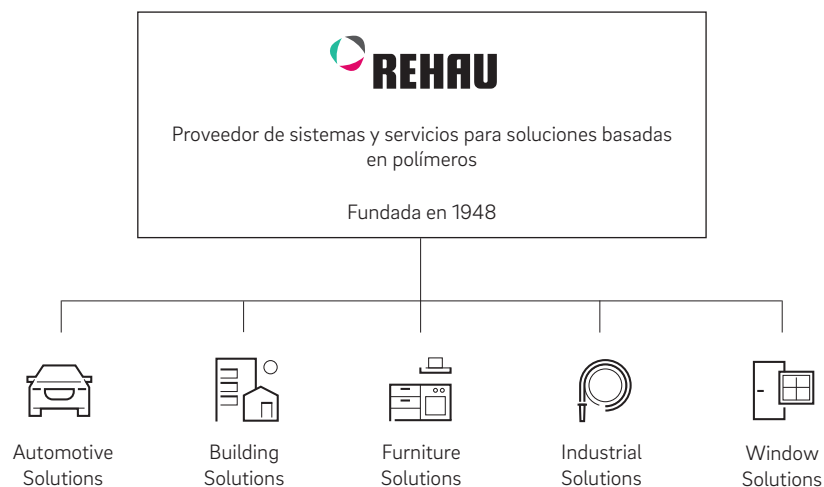 REHAU
Proveedor de sistemas y servicios para soluciones basadas
en polímeros
Fundada en 1948
Automotive
Solutions
Building
Solutions
Furniture
Solutions
Industrial
Solutions
Window
Solutions